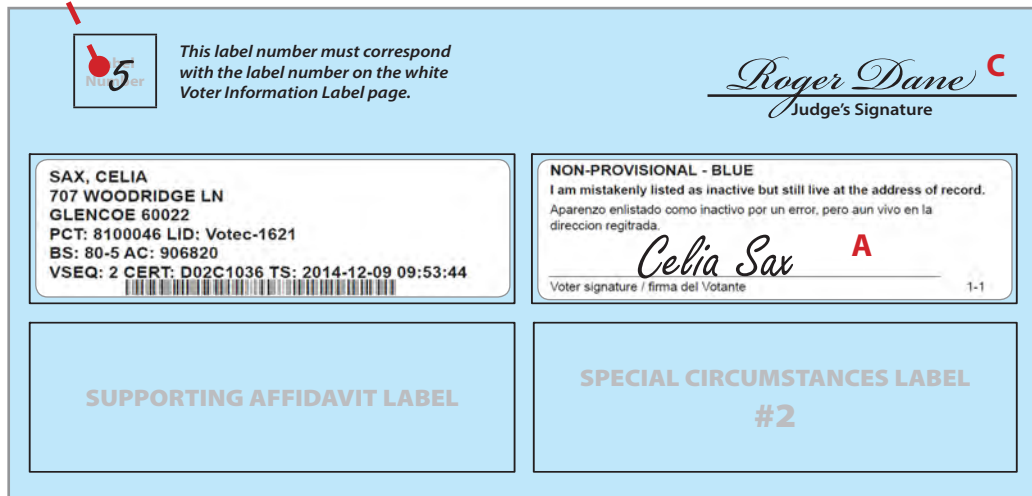 5
Number
This label number must correspond
with the label number on the white
Voter Information Label page.
Roger Dane
C
Judge's Signature
SAX, CELIA
707 WOODRIDGE LN
GLENCOE 60022
PCT: 8100046 LID: Votec-1621
BS: 80-5 AC: 906820
VSEQ: 2 CERT: D02C1036 TS: 2014-12-09 09:53:44
NON-PROVISIONAL - BLUE
I am mistakenly listed as inactive but still live at the address of record.
Aparenzo enlistado como inactivo por un error, pero aun vivo en la
direccion regitrada.
Celia Sax
A
Voter signature / firma del Votante
1-1
SUPPORTING AFFIDAVIT LABEL
SPECIAL CIRCUMSTANCES LABEL
#2